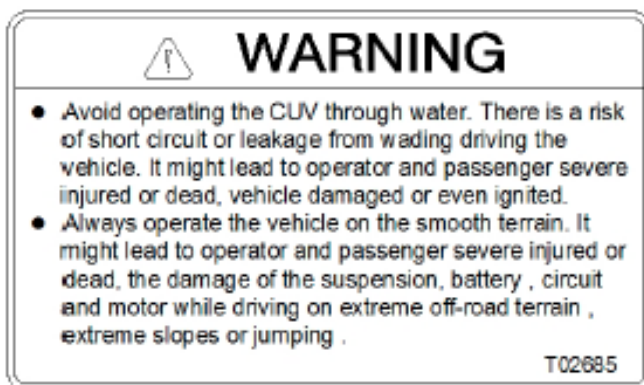 WARNING
● Avoid operating the CUV through water. There is a risk
of short circuit or leakage from wading driving the
vehicle. It might lead to operator and passenger severe
injured or dead, vehicle damaged or even ignited.
● Always operate the vehicle on the smooth terrain. It
might lead to operator and passenger severe injured or
dead, the damage of the suspension, battery , circuit
and motor while driving on extreme off-road terrain ,
extreme slopes or jumping .
T02685